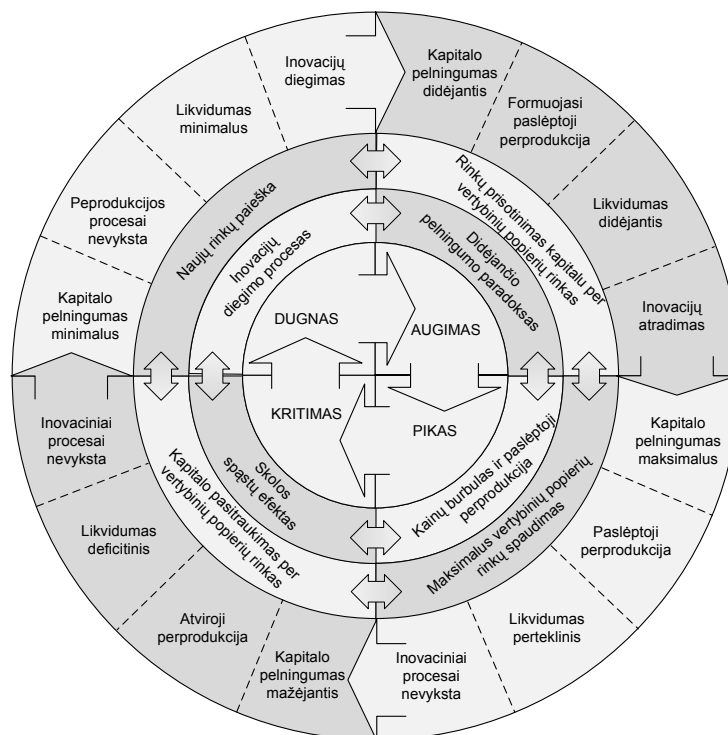 Inovacijų
diegimas
Kapitalo
pelningumas
didėjantis
Formuojasi
paslėptoji
perprodukcija
Likvidumas
didėjantis
Inovacijų
atradimas
Kapitalo
pelningumas
maksimalus
Paslėptoji
perprodukcija
Likvidumas
perteklinis
Inovaciniai
procesai
nevyksta
Kapitalo
pelningumas
mažėjantis
Atviroji
perprodukcija
Likvidumas
deficitinis
Inovaciniai
procesai
nevyksta
Kapitalo
pelningumas
minimalus
Peprodukcijos
procesai
nevyksta
Likvidumas
minimalus
Naujų rinkų paieška
Rinkų prisotinimas kapitalu per
vertybinių popierių rinkas
Maksimalus vertybinių popierių
rinkų spaudimas
Kapitalo pasitraukimas per
vertybinių popierių rinkas
Inovacijų
diegimo procesas
Didėjančio
pelningumo paradoksas
Kainų burbulas ir paslėptoji
perprodukcija
Skolos
spąstų efektas
DUGNAS
AUGIMAS
KRITIMAS
PIKAS